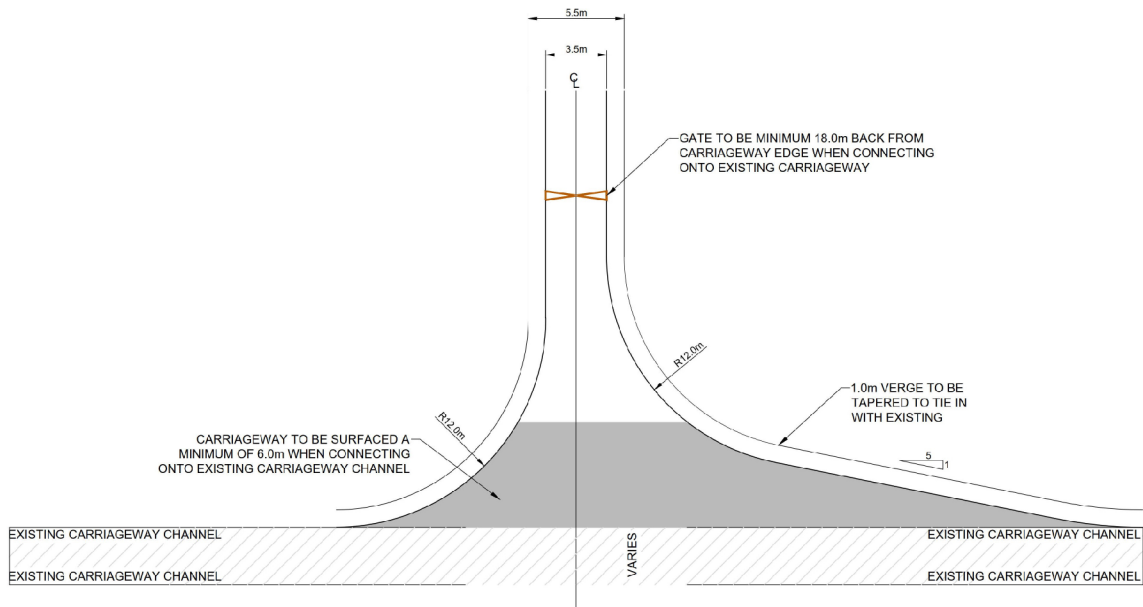 5.5m
3.5m
CL
GATE TO BE MINIMUM 18.0m BACK FROM
CARRIAGEWAY EDGE WHEN CONNECTING
ONTO EXISTING CARRIAGEWAY
R12.0m
R12.0m
1.0m VERGE TO BE
TAPERED TO TIE IN
WITH EXISTING
CARRIAGEWAY TO BE SURFACED A
MINIMUM OF 6.0m WHEN CONNECTING
ONTO EXISTING CARRIAGEWAY CHANNEL
5
1
EXISTING CARRIAGEWAY CHANNEL
EXISTING CARRIAGEWAY CHANNEL
VARIES
EXISTING CARRIAGEWAY CHANNEL
EXISTING CARRIAGEWAY CHANNEL